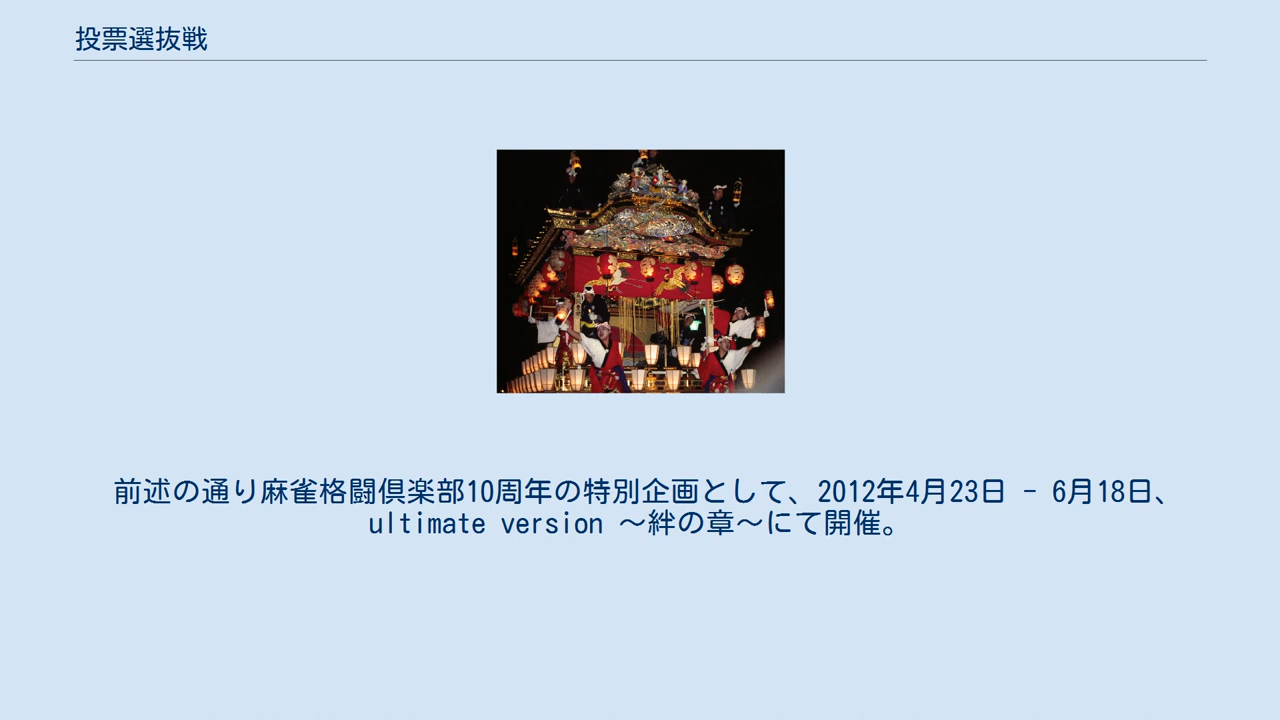 投票選抜戦
前述の通り麻雀格闘倶楽部10周年の特別企画として、2012年4月23日 - 6月18日、
ultimate version ～絆の章～にて開催。